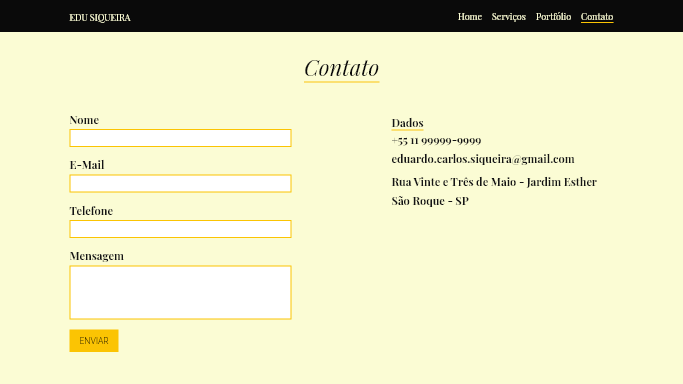 EDU SIQUEIRA
Home Serviços Portfólio Contato
Contato
Nome
E-Mail
Telefone
Mensagem
ENVIAR
Dados
+55 11 99999-9999
eduardo.carlos.siqueira@gmail.com
Rua Vinte e Três de Maio - Jardim Esther
São Roque - SP